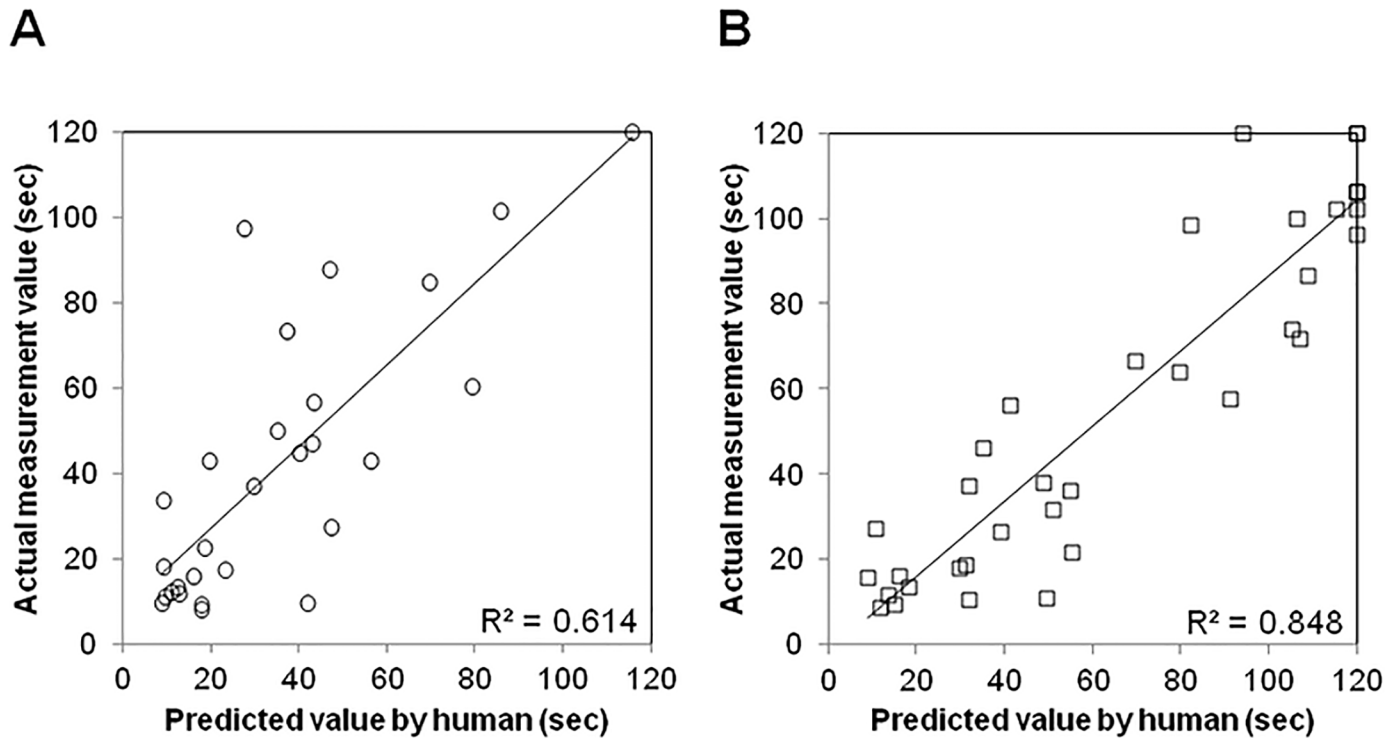 A
B
Actual measurement value (sec)
120
100
80
60
40
20
0
R² = 0.614
0 20 40 60 80 100 120
Predicted value by human (sec)
Actual measurement value (sec)
120
100
80
60
40
20
0
R² = 0.848
0 20 40 60 80 100 120
Predicted value by human (sec)